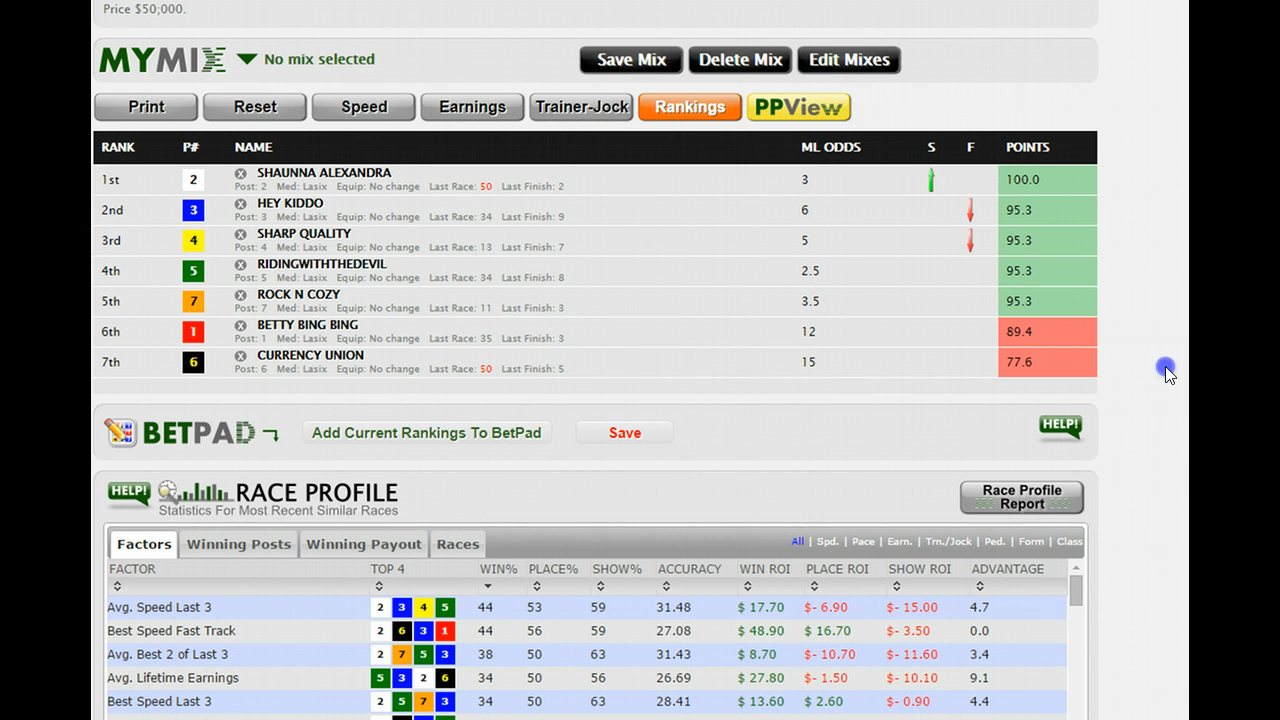 Price $50;000.
MYMIX No mix selected Save Mix Delete Mix Edit Mixes
Print Reset Speed Earnings Trainer-Jock Rankings PPView
RANK P# NAME ML ODDS S F POINTS
1st 2 SHAUNNA ALEXANDRA 3 100.0
Post: 2 Med: Lasix Equip: No change Last Race: 50 Last Finish: 2
2nd 3 HEY KIDDO 6 95.3
Post: 3 Med: Lasix Equip: No change Last Race: 34 Last Finish: 9
3rd 4 SHARP QUALITY 5 95.3
Post: 4 Med: Lasix Equip: No change Last Race: 13 Last Finish: 7
4th 5 RIDINGWITHTHEDEVIL 2.5 95.3
Post: 5 Med: Lasix Equip: No change Last Race: 34 Last Finish: 8
5th 7 ROCK N COZY 3.5 95.3
Post: 7 Med: Lasix Equip: No change Last Race: 11 Last Finish: 3
6th 1 BETTY BING BING 12 89.4
Post: 1 Med: Lasix Equip: No change Last Race: 35 Last Finish: 3
7th 6 CURRENCY UNION 15 77.6
Post: 6 Med: Lasix Equip: No change Last Race: 50 Last Finish: 5
BETPAD Add Current Rankings To BetPad Save HELP!
HELP! RACE PROFILE
Statistics For Most Recent Similar Races
Race Profile
Report
Factors Winning Posts Winning Payout Races All | Spd. | Pace | Earn. | Trn./Jock | Ped. | Form | Class
FACTOR TOP 4 WIN% PLACE% SHOW% ACCURACY WIN ROI PLACE ROI SHOW ROI ADVANTAGE
Avg. Speed Last 3 2 3 4 5 44 53 59 31.48 $ 17.70 $- 6.90 $- 15.00 4.7
Best Speed Fast Track 2 6 3 1 44 56 59 27.08 $ 48.90 $ 16.70 $- 3.50 0.0
Avg. Best 2 of Last 3 2 7 5 3 38 50 63 31.43 $ 8.70 $- 10.70 $- 11.60 3.4
Avg. Lifetime Earnings 5 3 2 6 34 50 56 26.69 $ 27.80 $- 1.50 $- 10.10 9.1
Best Speed Last 3 2 5 7 3 34 50 63 28.41 $ 13.60 $ 2.60 $- 0.90 4.4